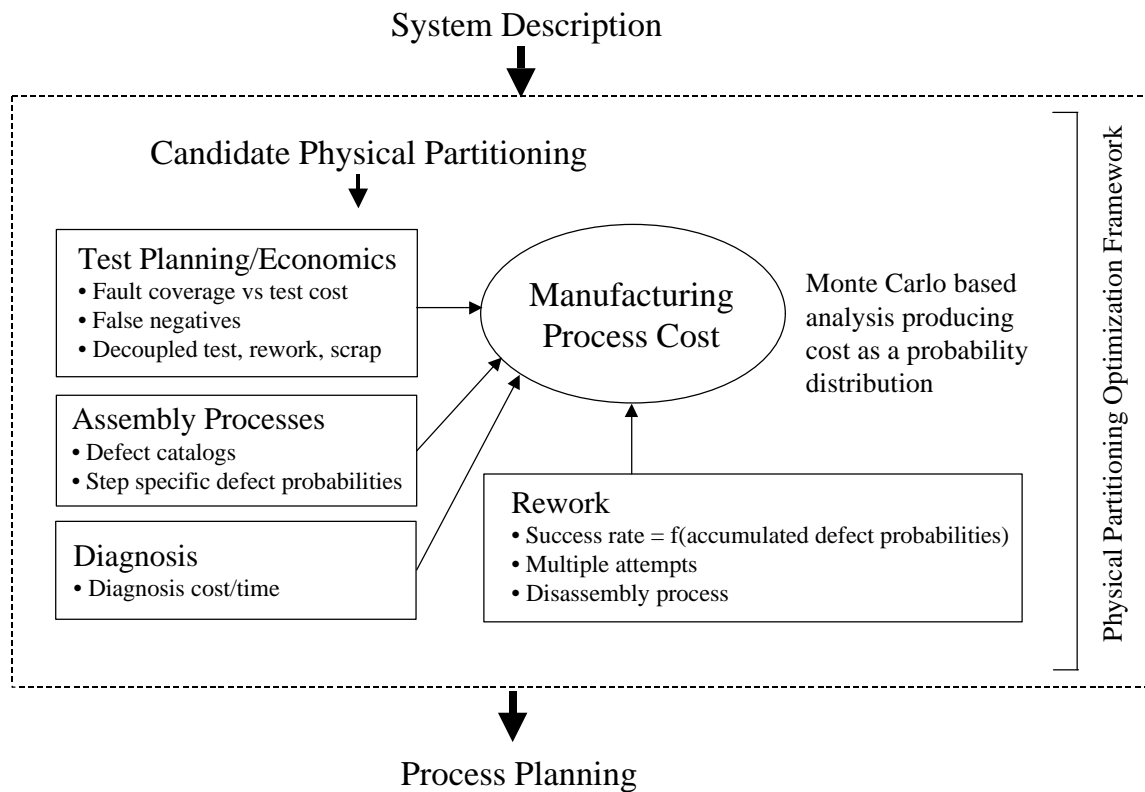 System Description
Candidate Physical Partitioning
Test Planning/Economics
• Fault coverage vs test cost
• False negatives
• Decoupled test, rework, scrap
Assembly Processes
• Defect catalogs
• Step specific defect probabilities
Diagnosis
• Diagnosis cost/time
Manufacturing
Process Cost
Monte Carlo based
analysis producing
cost as a probability
distribution
Rework
• Success rate = f(accumulated defect probabilities)
• Multiple attempts
• Disassembly process
Physical Partitioning Optimization Framework
Process Planning